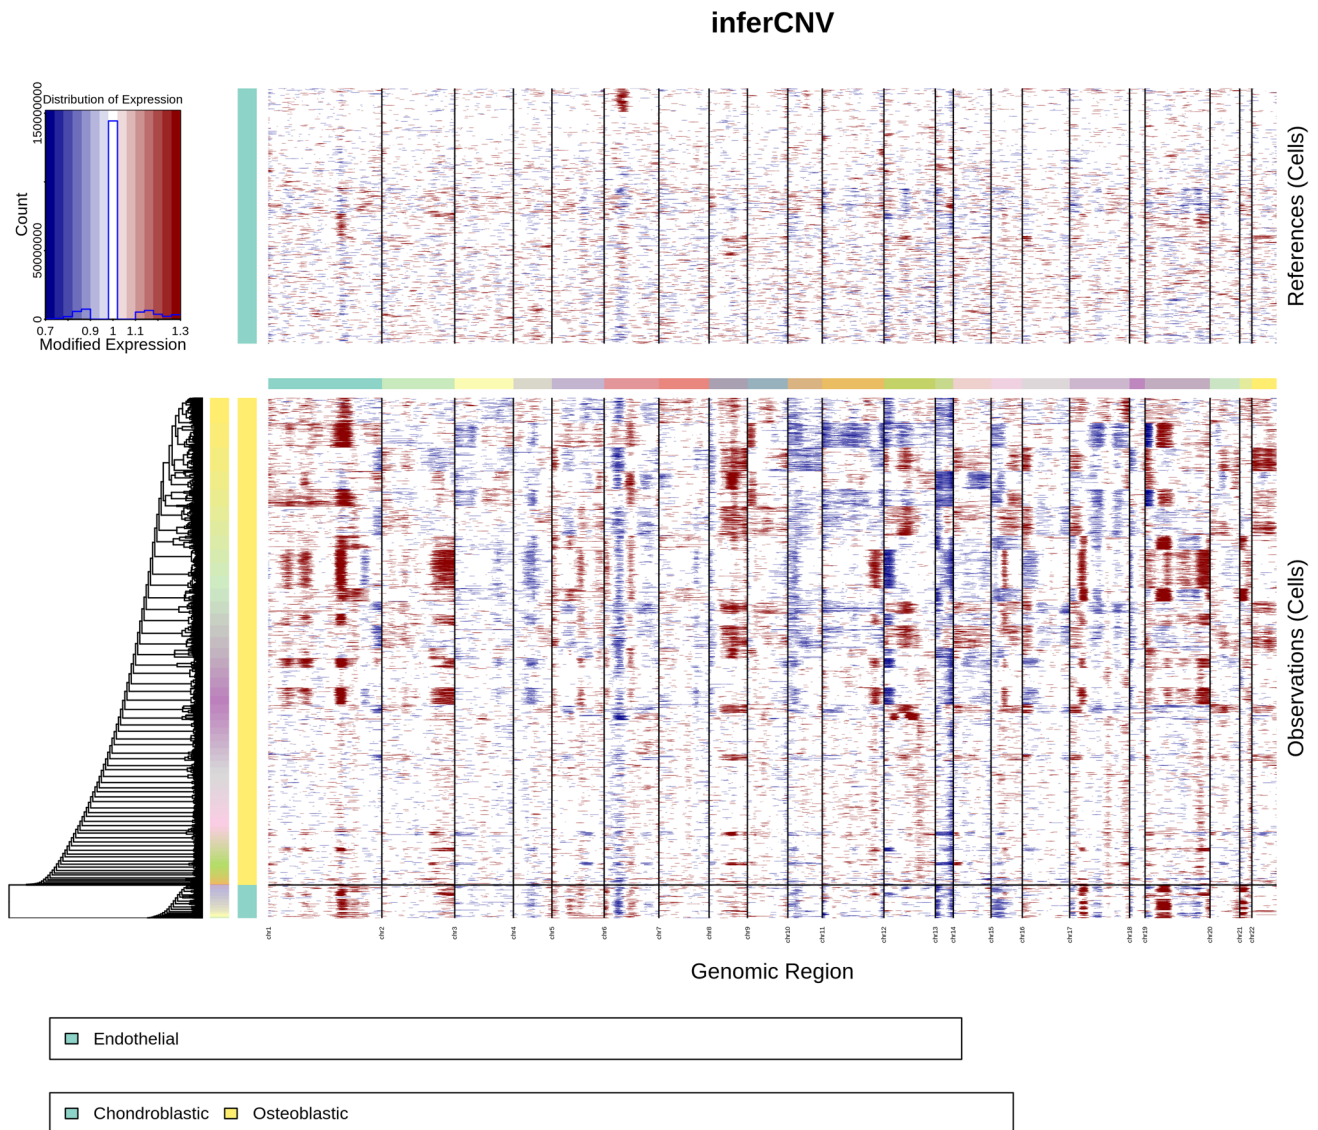 inferCNV
Distribution of Expression
Count
0
5000000
15000000
0.7 0.9 1 1.1 1.3
Modified Expression
References (Cells)
Observations (Cells)
chr1 chr2 chr3 chr4 chr5 chr6 chr7 chr8 chr9 chr10 chr11 chr12 chr13 chr14 chr15 chr16 chr17 chr18 chr19 chr20 chr21 chr22
Genomic Region
Endothelial
Chondroblastic Osteoblastic